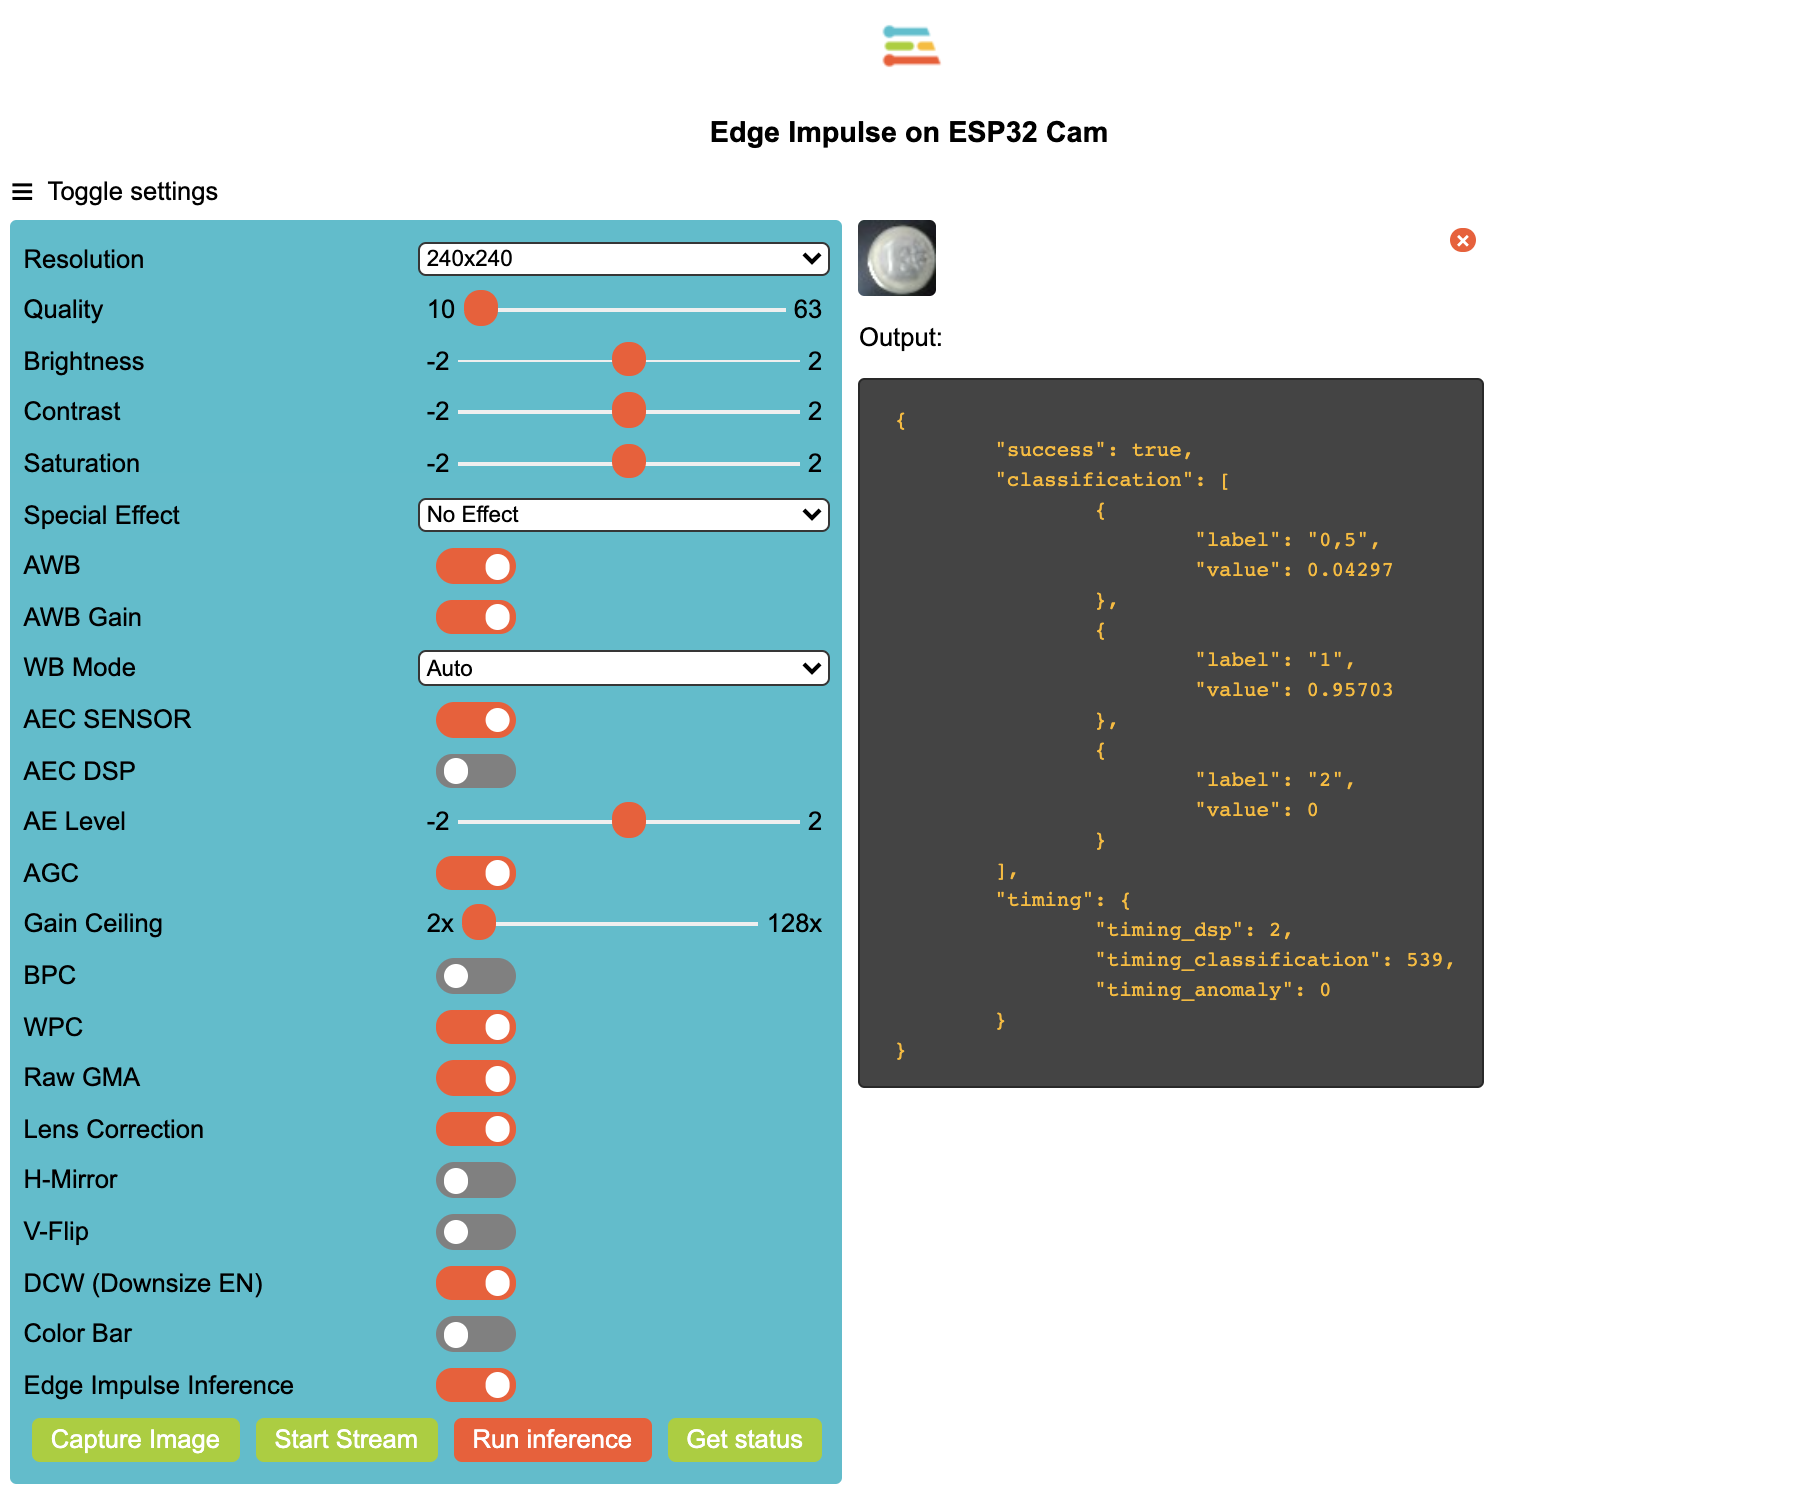 Edge Impulse on ESP32 Cam
Toggle settings
Resolution 240x240
Quality 10 63
Brightness -2 2
Contrast -2 2
Saturation -2 2
Special Effect No Effect
AWB
AWB Gain
WB Mode Auto
AEC SENSOR
AEC DSP
AE Level -2 2
AGC
Gain Ceiling 2x 128x
BPC
WPC
Raw GMA
Lens Correction
H-Mirror
V-Flip
DCW (Downsize EN)
Color Bar
Edge Impulse Inference
Capture Image Start Stream Run inference Get status
Output:
{
"success": true,
"classification": [
{
"label": "0,5",
"value": 0.04297
},
{
"label": "1",
"value": 0.95703
},
{
"label": "2",
"value": 0
}
],
"timing": {
"timing_dsp": 2,
"timing_classification": 539,
"timing_anomaly": 0
}
}